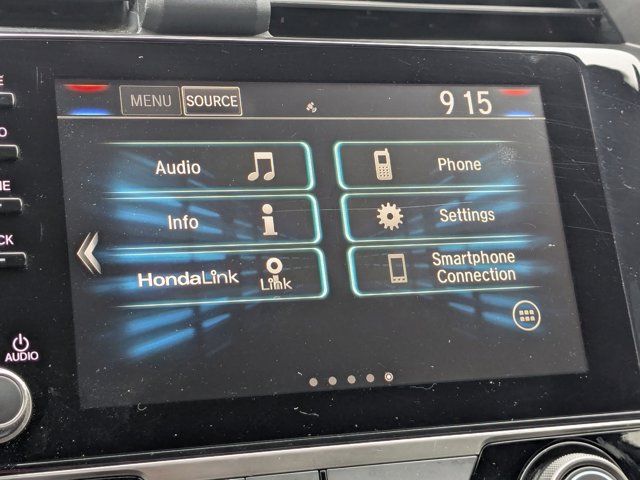 MENU SOURCE 9 15
Audio
Phone
Info
Settings
HondaLink
Link
Smartphone
Connection
AUDIO